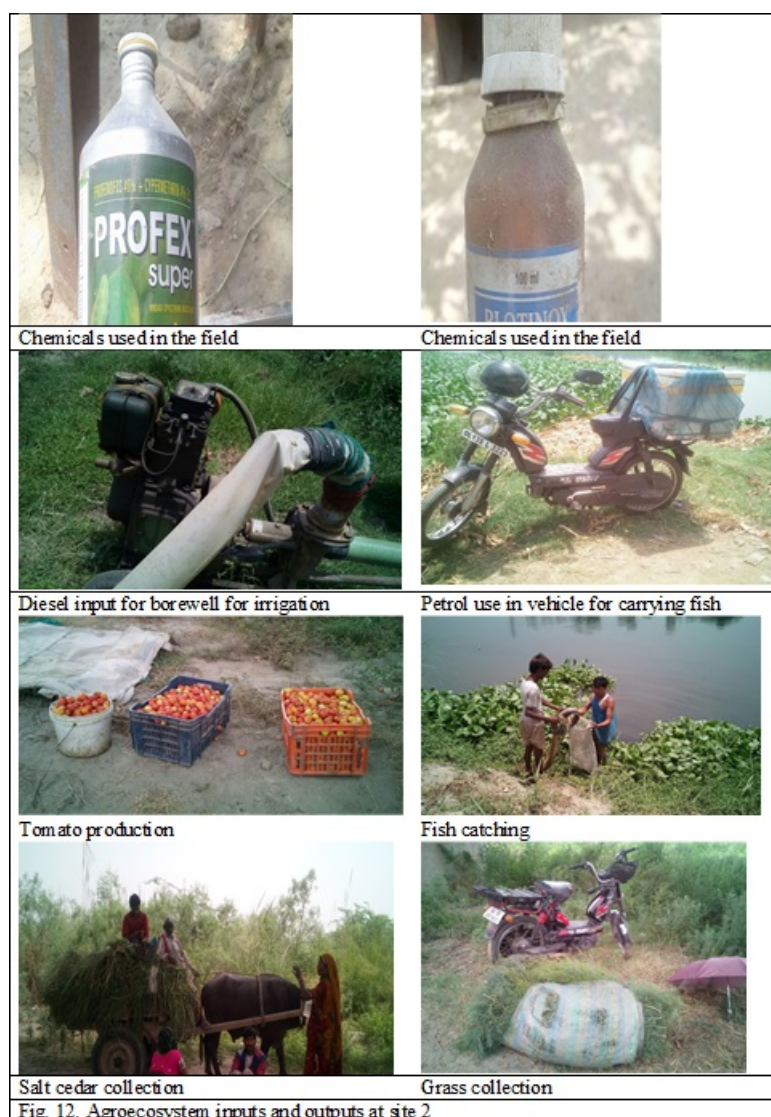 PROFEX
super
100 ml
Chemicals used in the field
Chemicals used in the field
Diesel input for borewell for irrigation
Petrol use in vehicle for carrying fish
Tomato production
Fish catching
Salt cedar collection
Grass collection
Fig. 12. Agroecosystem inputs and outputs at site 2